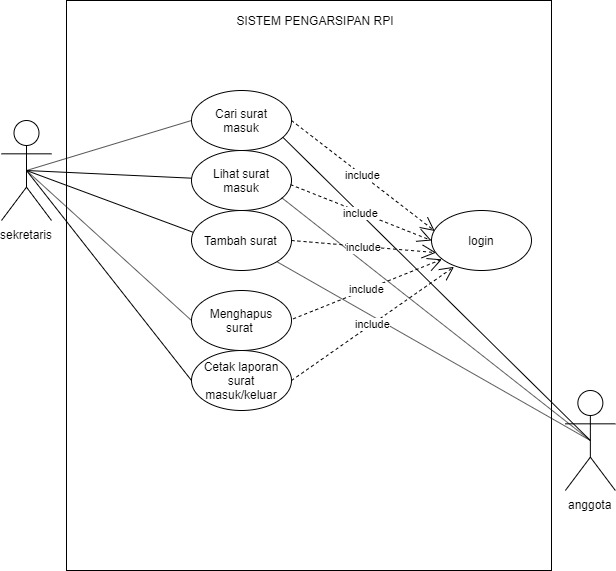 SISTEM PENGARSIPAN RPI
Cari surat
masuk
include
Lihat surat
masuk
include
sekretaris
Tambah surat
include
login
include
Menghapus
surat
include
Cetak laporan
surat
masuk/keluar
anggota